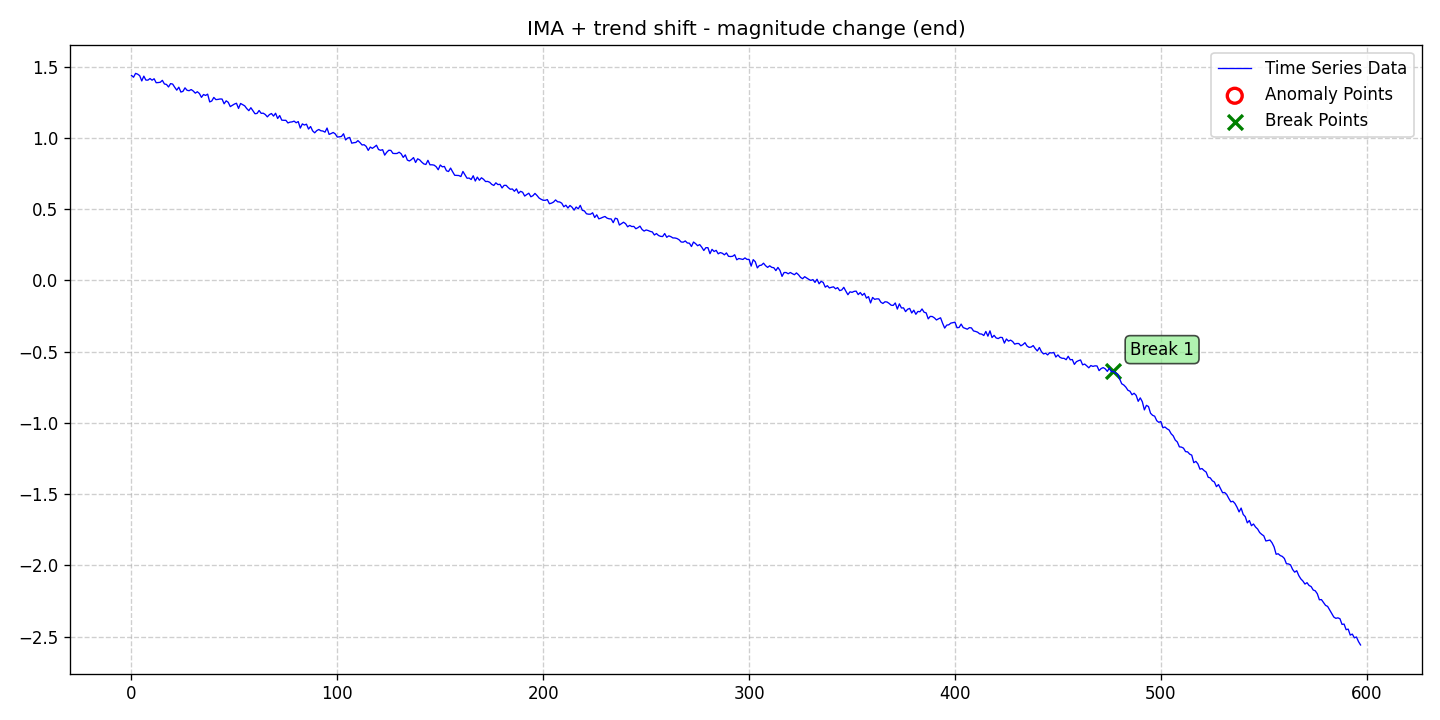 IMA + trend shift - magnitude change (end)
Time Series Data
Anomaly Points
Break Points
Break 1
1.5
1.0
0.5
0.0
−0.5
−1.0
−1.5
−2.0
−2.5
0 100 200 300 400 500 600